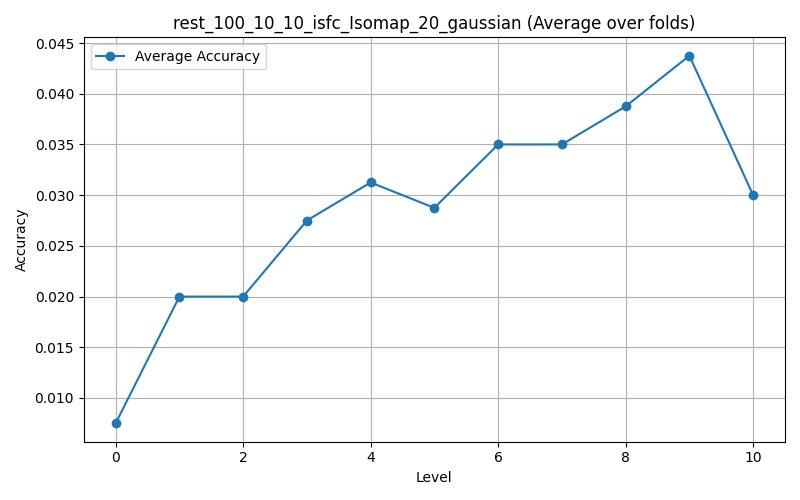 rest_100_10_10_isfc_Isomap_20_gaussian (Average over folds)
Average Accuracy
Accuracy
0.045
0.040
0.035
0.030
0.025
0.020
0.015
0.010
0 2 4 6 8 10
Level